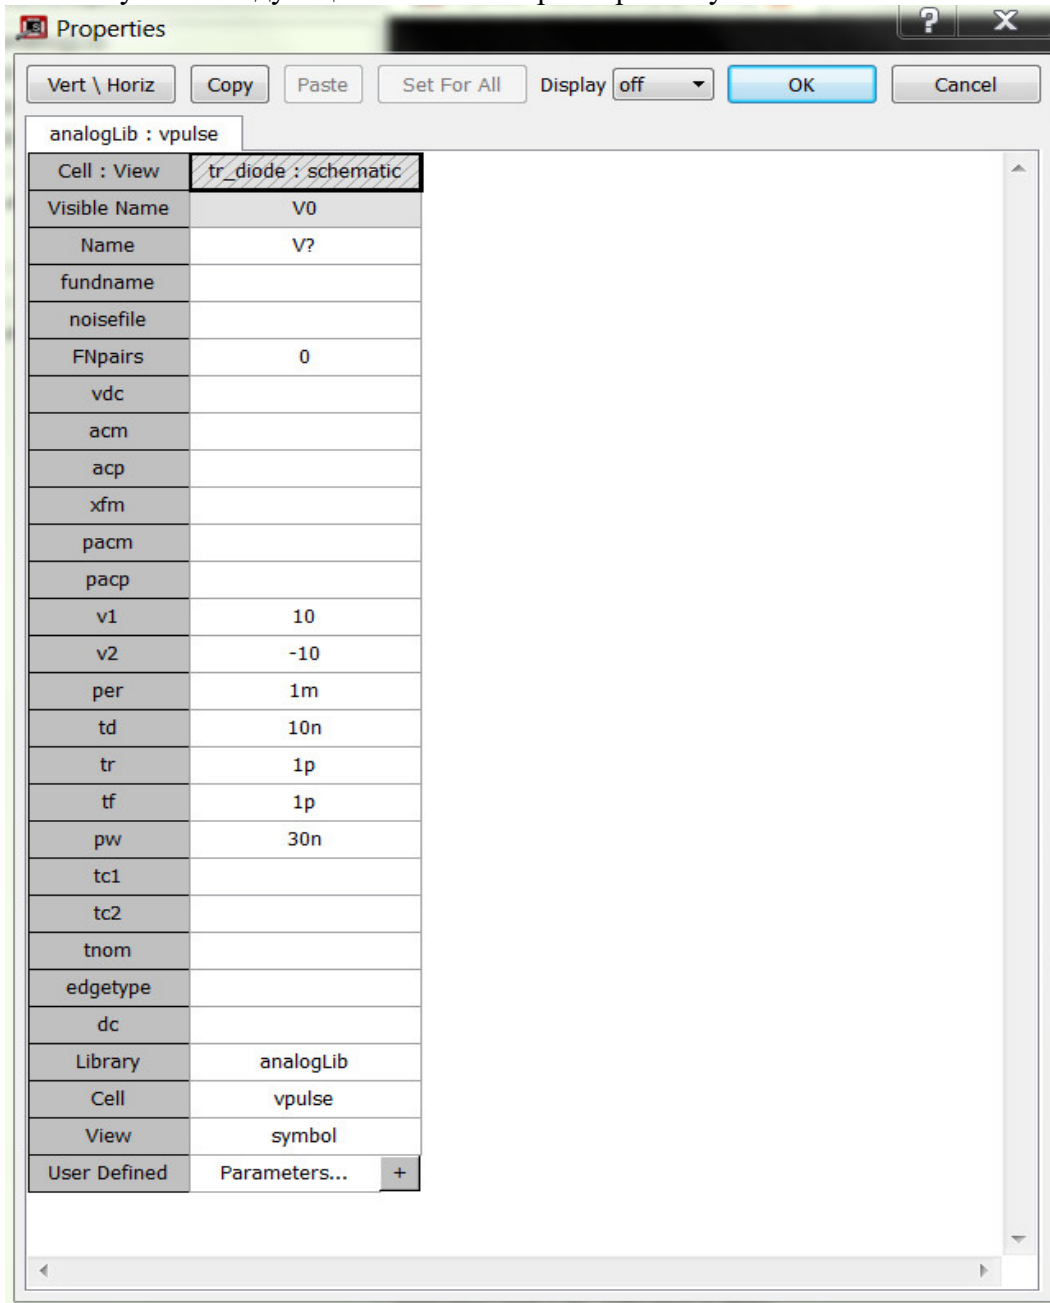 Properties
? X
Vert \ Horiz Copy Paste Set For All Display off OK Cancel
analogLib : vpulse
Cell : View tr_diode : schematic
Visible Name V0
Name V?
fundname
noisefile
FNpairs 0
vdc
acm
acp
xfm
pacm
pacp
v1 10
v2 -10
per 1m
td 10n
tr 1p
tf 1p
pw 30n
tc1
tc2
tnom
edgetype
dc
Library analogLib
Cell vpulse
View symbol
User Defined Parameters... +